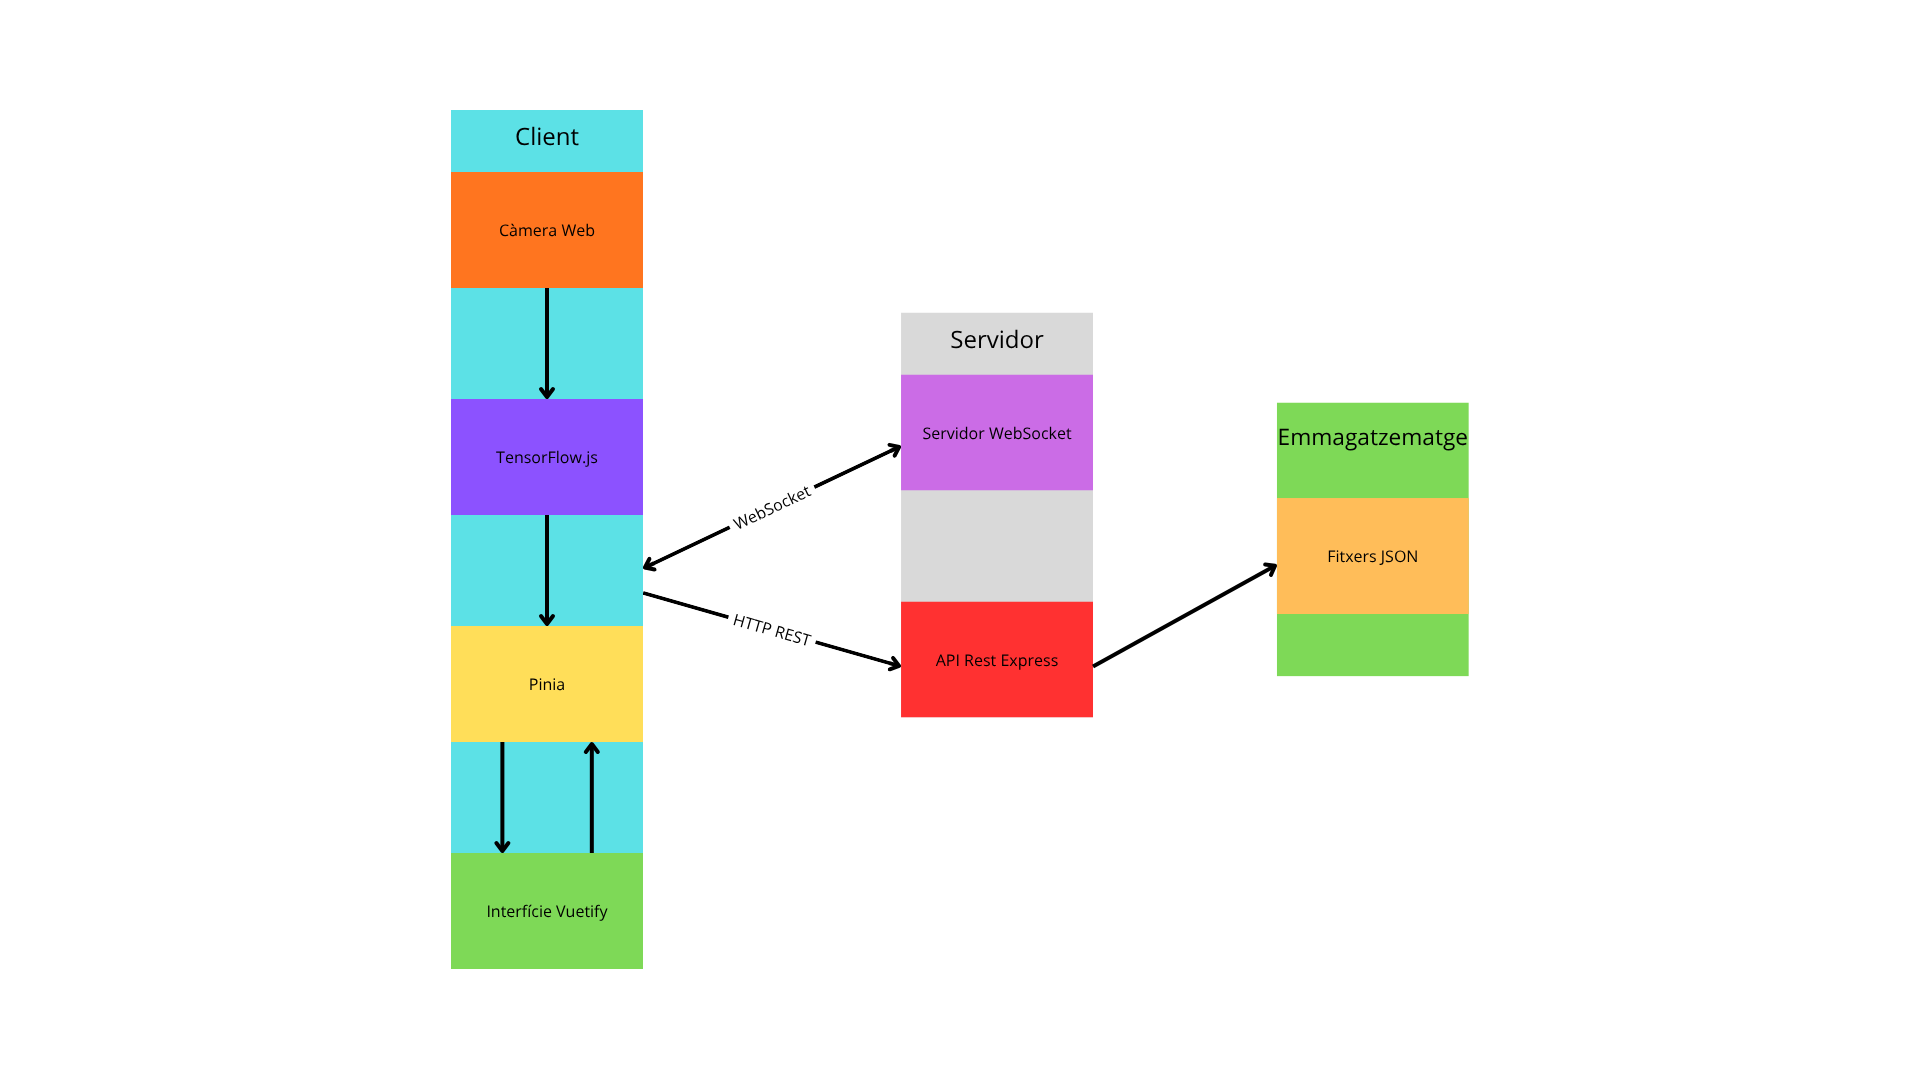 Client
Càmera Web
TensorFlow.js
Pinia
Interfície Vuetify
WebSocket
HTTP REST
Servidor
Servidor WebSocket
API Rest Express
Emmagatzematge
Fitxers JSON